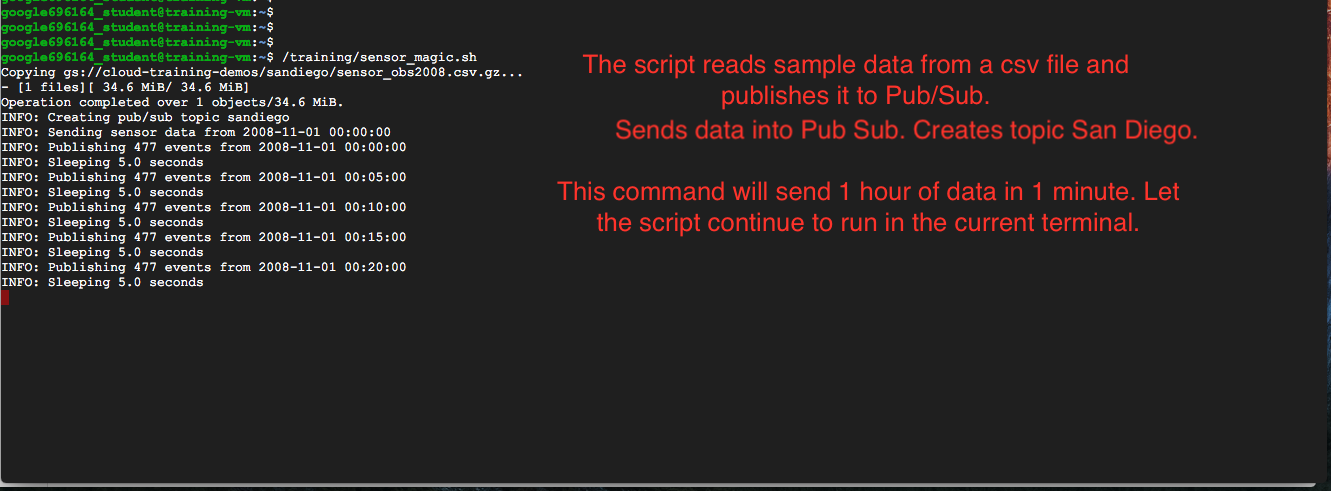 google696164_student@training-vm:~$
google696164_student@training-vm:~$
google696164_student@training-vm:~$
google696164_student@training-vm:~$ /training/sensor_magic.sh
Copying gs://cloud-training-demos/sandiego/sensor_obs2008.csv.gz...
- [1 files][ 34.6 MiB/ 34.6 MiB]
Operation completed over 1 objects/34.6 MiB.
INFO: Creating pub/sub topic sandiego
INFO: Sending sensor data from 2008-11-01 00:00:00
INFO: Publishing 477 events from 2008-11-01 00:00:00
INFO: Sleeping 5.0 seconds
INFO: Publishing 477 events from 2008-11-01 00:05:00
INFO: Sleeping 5.0 seconds
INFO: Publishing 477 events from 2008-11-01 00:10:00
INFO: Sleeping 5.0 seconds
INFO: Publishing 477 events from 2008-11-01 00:15:00
INFO: Sleeping 5.0 seconds
INFO: Publishing 477 events from 2008-11-01 00:20:00
INFO: Sleeping 5.0 seconds
The script reads sample data from a csv file and
publishes it to Pub/Sub.
Sends data into Pub Sub. Creates topic San Diego.
This command will send 1 hour of data in 1 minute. Let
the script continue to run in the current terminal.